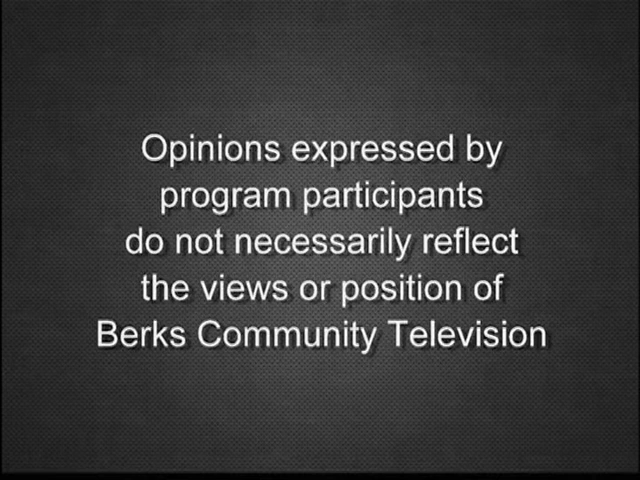 Opinions expressed by
program participants
do not necessarily reflect
the views or position of
Berks Community Television